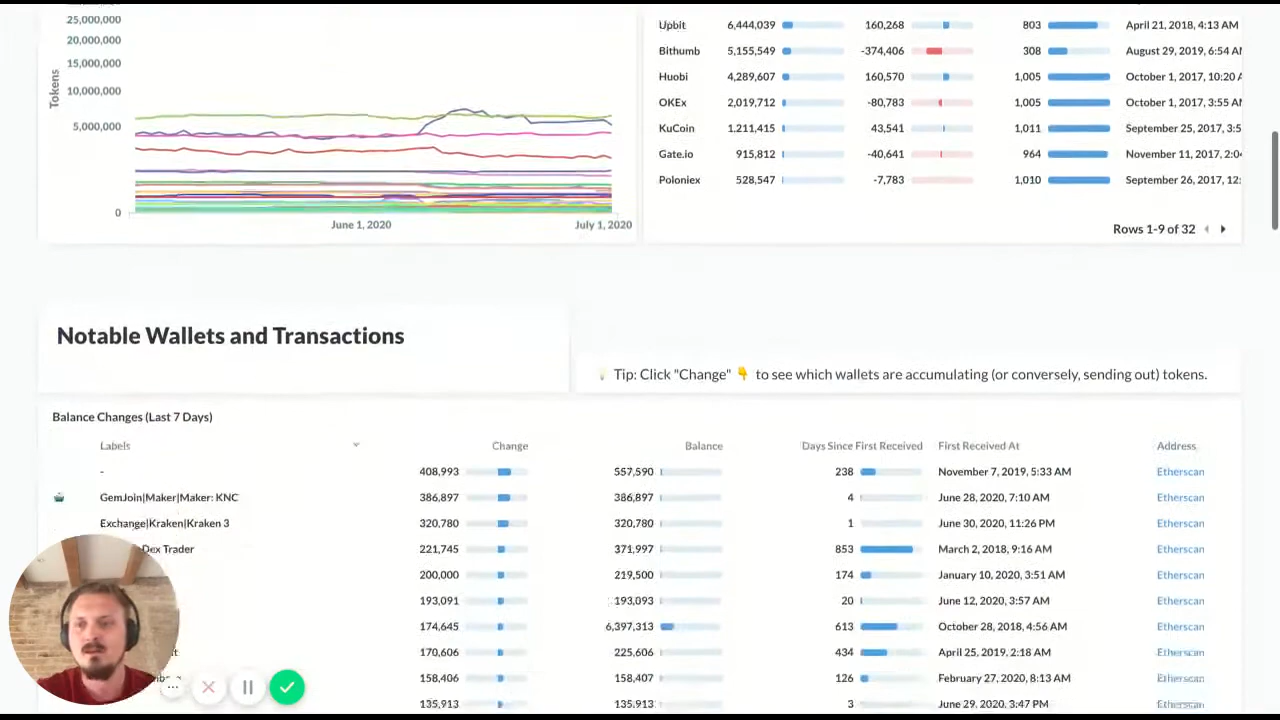 25,000,000
20,000,000
15,000,000
10,000,000
5,000,000
0
Tokens
June 1, 2020
July 1, 2020
Upbit 6,444,039 160,268 803 April 21, 2018, 4:13 AM
Bithumb 5,155,549 -374,406 308 August 29, 2019, 6:54 AM
Huobi 4,289,607 160,570 1,005 October 1, 2017, 10:20
OKEx 2,019,712 -80,783 1,005 October 1, 2017, 3:55 AM
KuCoin 1,211,415 43,541 1,011 September 25, 2017, 3:5
Gate.io 915,812 -40,641 964 November 11, 2017, 2:04
Poloniex 528,547 -7,783 1,010 September 26, 2017, 12:
Rows 1-9 of 32
Notable Wallets and Transactions
Tip: Click "Change" 👇 to see which wallets are accumulating (or conversely, sending out) tokens.
Balance Changes (Last 7 Days)
Labels Change Balance Days Since First Received First Received At Address
- 408,993 557,590 238 November 7, 2019, 5:33 AM Etherscan
GemJoin|Maker|Maker: KNC 386,897 386,897 4 June 28, 2020, 7:10 AM Etherscan
Exchange|Kraken|Kraken 3 320,780 320,780 1 June 30, 2020, 11:26 PM Etherscan
Dex Trader 221,745 371,997 853 March 2, 2018, 9:16 AM Etherscan
200,000 219,500 174 January 10, 2020, 3:51 AM Etherscan
193,091 193,093 20 June 12, 2020, 3:57 AM Etherscan
174,645 6,397,313 613 October 28, 2018, 4:56 AM Etherscan
170,606 225,606 434 April 25, 2019, 2:18 AM Etherscan
158,406 158,407 126 February 27, 2020, 8:13 AM Etherscan
135,913 135,913 3 June 29, 2020, 3:47 PM Etherscan